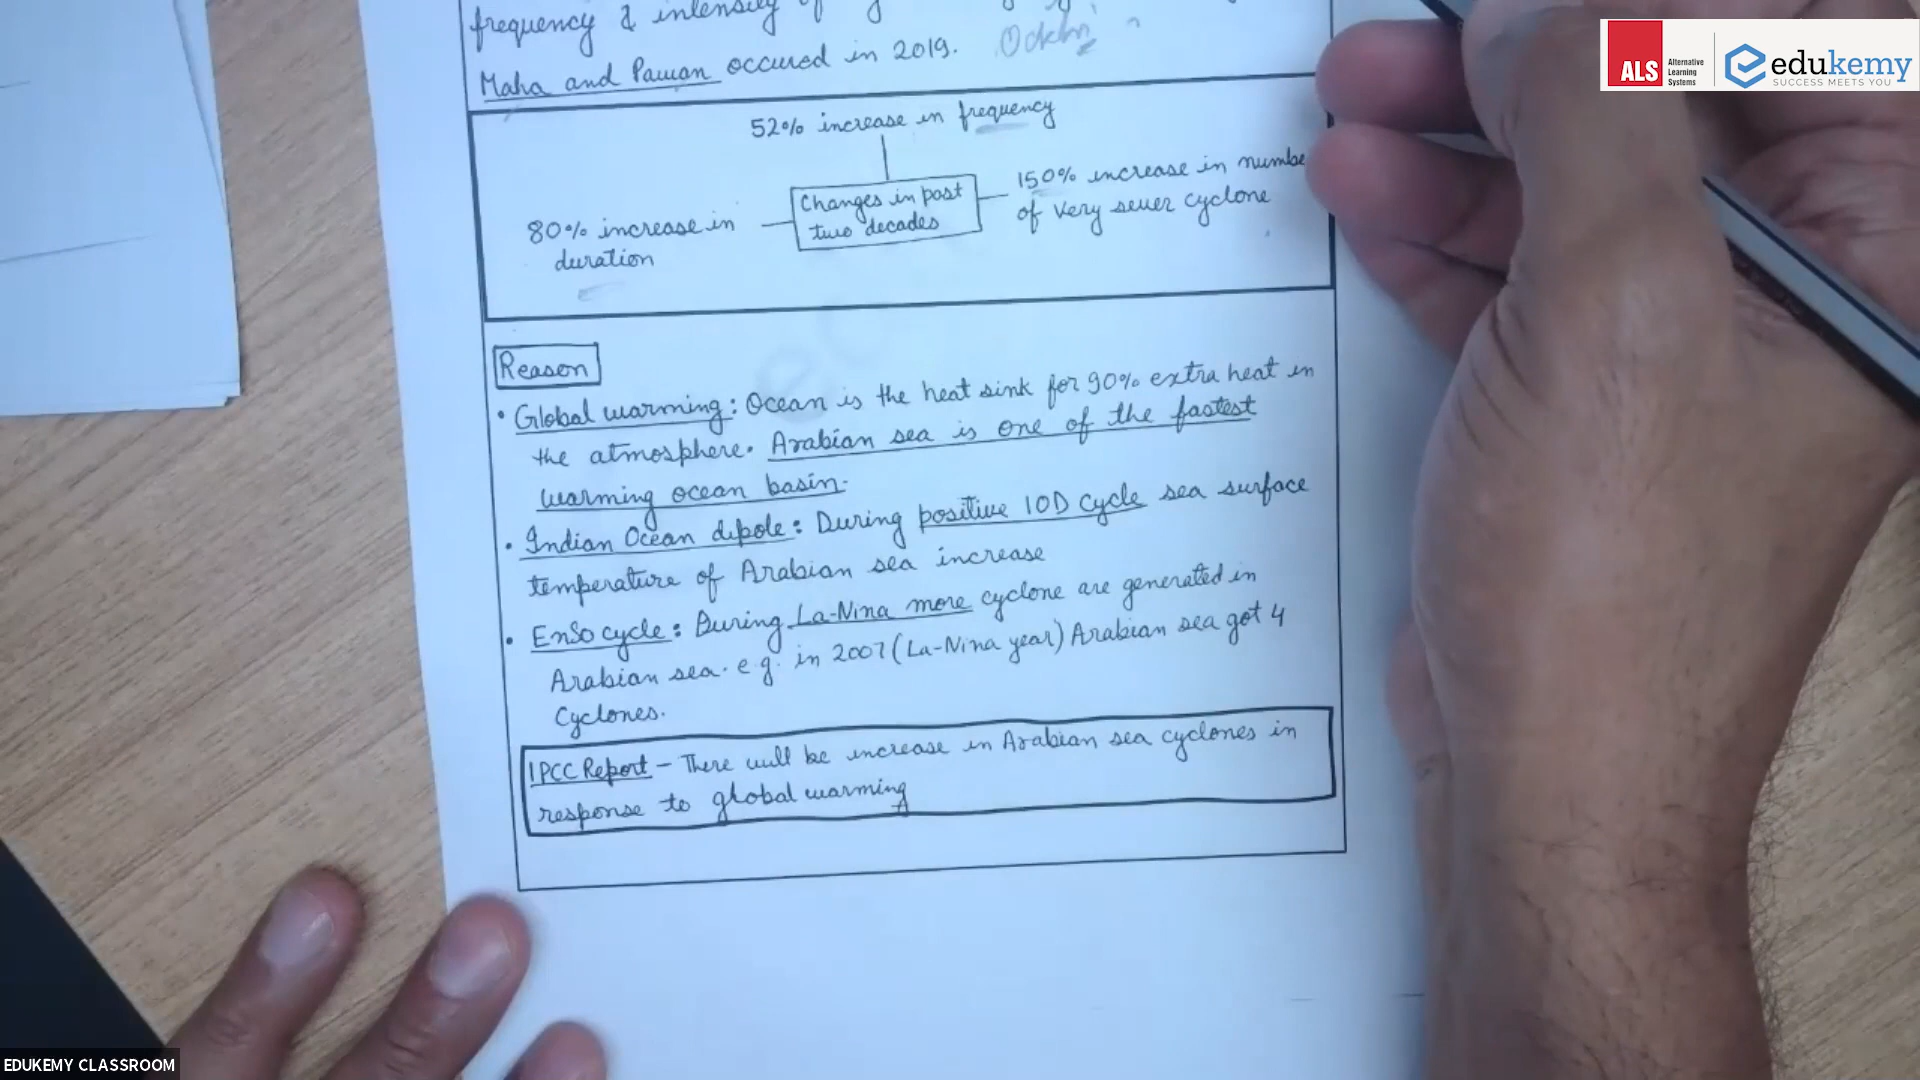 frequency & intensity of
Maha and Pawan occured in 2019. Ockhi
52% increase in frequency
Changes in past
two decades
150% increase in numbe
of very sever cyclone
80% increase in
duration
Reason
• Global warming: Ocean is the heat sink for 90% extra heat in
the atmosphere. Arabian sea is one of the fastest
warming ocean basin.
• Indian Ocean dipole: During positive IOD cycle sea surface
temperature of Arabian sea increase
• Enso cycle: During La-Nina more cyclone are generated in
Arabian sea. e.g. in 2007 (La-Nina year) Arabian sea got 4
Cyclones.
IPCC Report - There will be increase in Arabian sea cyclones in
response to global warming
ALS Alternative
Learning
Systems
edukemy
SUCCESS MEETS YOU
EDUKEMY CLASSROOM